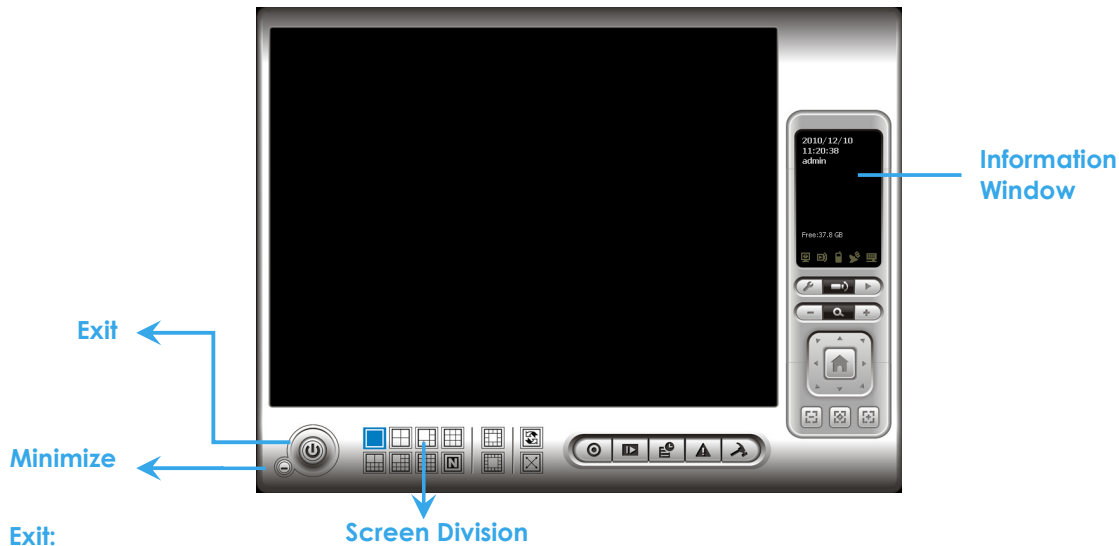 2010/12/10
11:20:38
admin
Information
Window
Free:37.8 GB
Exit
Minimize
N
Screen Division
Exit: